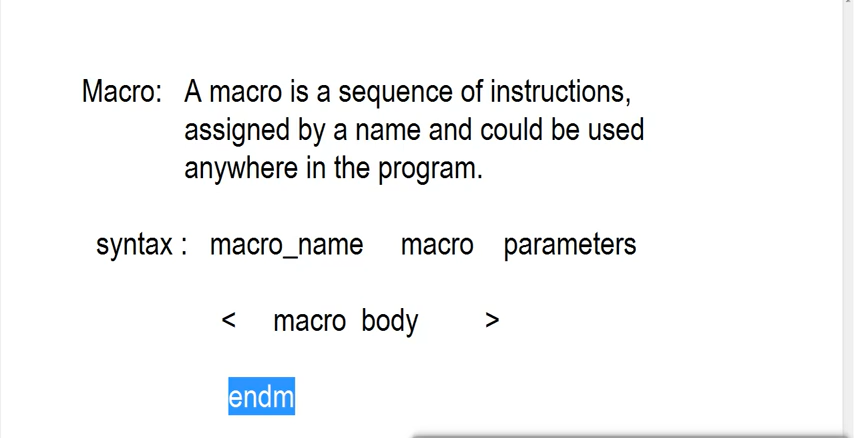 Macro: A macro is a sequence of instructions,
assigned by a name and could be used
anywhere in the program.
syntax : macro_name macro parameters
< macro body >
endm